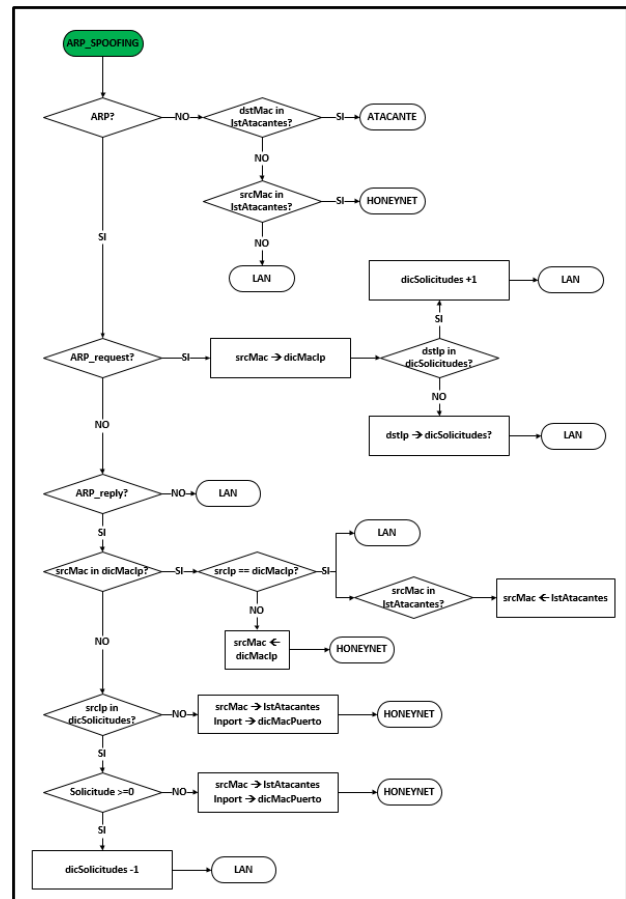 ARP_SPOOFING
ARP?
NO
dstMac in
lstAtacantes?
SI
ATACANTE
NO
srcMac in
lstAtacantes?
SI
HONEYNET
NO
LAN
SI
dicSolicitudes +1
LAN
SI
ARP_request?
SI
srcMac → dicMacIp
dstIp in
dicSolicitudes?
NO
dstIp → dicSolicitudes?
LAN
NO
ARP_reply?
NO
LAN
SI
LAN
srcMac in dicMacIp?
SI
srcIp == dicMacIp?
SI
srcMac in
lstAtacantes?
srcMac ← lstAtacantes
NO
srcMac ←
dicMacIp
HONEYNET
NO
srcIp in
dicSolicitudes?
NO
srcMac → lstAtacantes
Inport → dicMacPuerto
HONEYNET
SI
Solicitude >=0
NO
srcMac → lstAtacantes
Inport → dicMacPuerto
HONEYNET
SI
dicSolicitudes -1
LAN